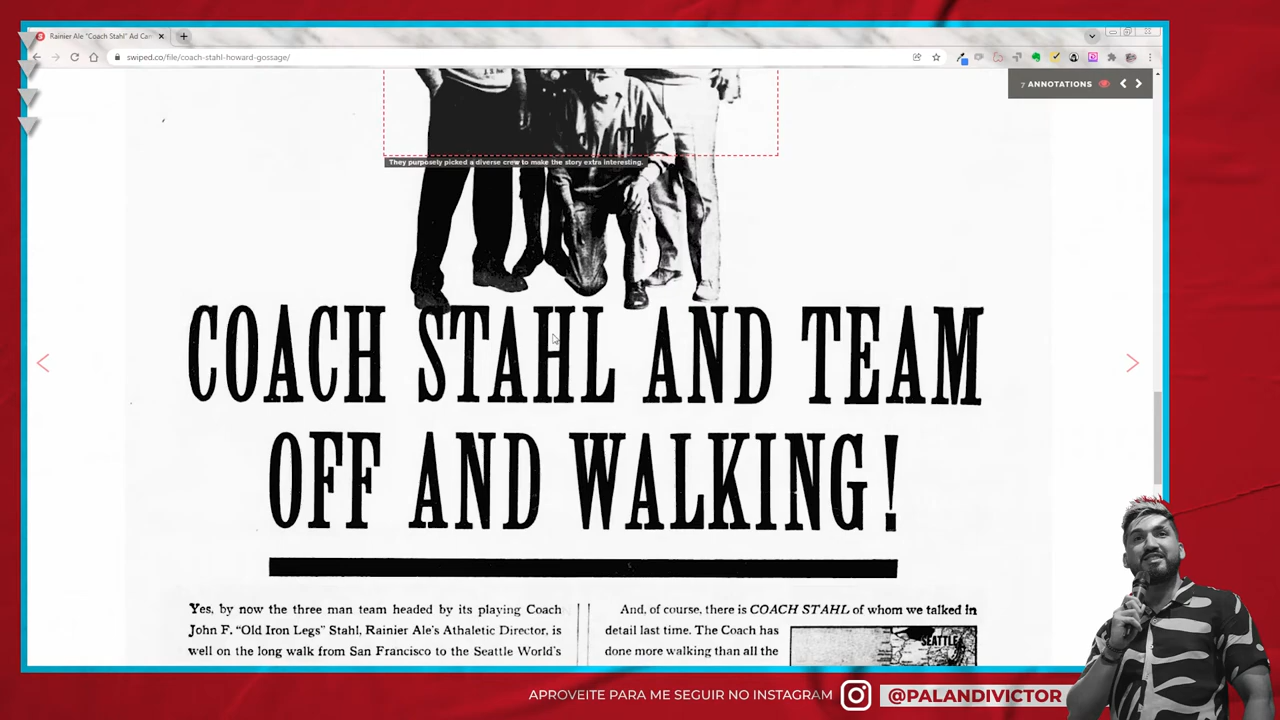 Rainier Ale "Coach Stahl" Ad Cam
swiped.co/file/coach-stahl-howard-gossage/
7 ANNOTATIONS
They purposely picked a diverse crew to make the story extra interesting.
COACH STAHL AND TEAM
OFF AND WALKING!
Yes, by now the three man team headed by its playing Coach
John F. "Old Iron Legs" Stahl, Rainier Ale's Athaletic Director, is
well on the long walk from San Francisco to the Seattle World's
And, of course, there is COACH STAHL of whom we talked in
detail last time. The Coach has
done more walking than all the
SEATTLE
APROVEITE PARA ME SEGUIR NO INSTAGRAM
@PALANDIVICTOR